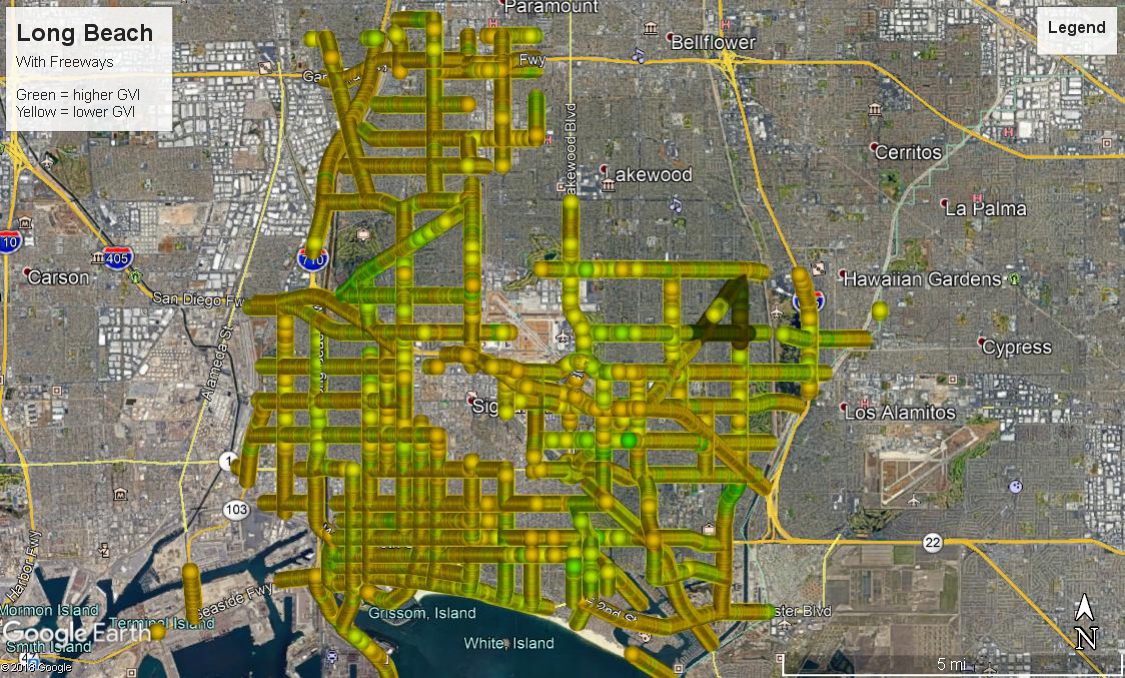 Long Beach
With Freeways
Green = higher GVI
Yellow = lower GVI
Legend
Paramount
Bellflower
Fwy
Cerritos
Lakewood
La Palma
akewood Blvd
10
405
710
Carson
Hawaiian Gardens
San Diego Fw
Alameda St
Cypress
Sig
Los Alamitos
1
103
22
Harbor Fwy
Seaside Fwy
Mormon Island
Terminal Island
Smith Island
Grissom, Island
White, Island
E 2nd St
ster Blvd
Google Earth
© 2018 Google
47
N
5 mi